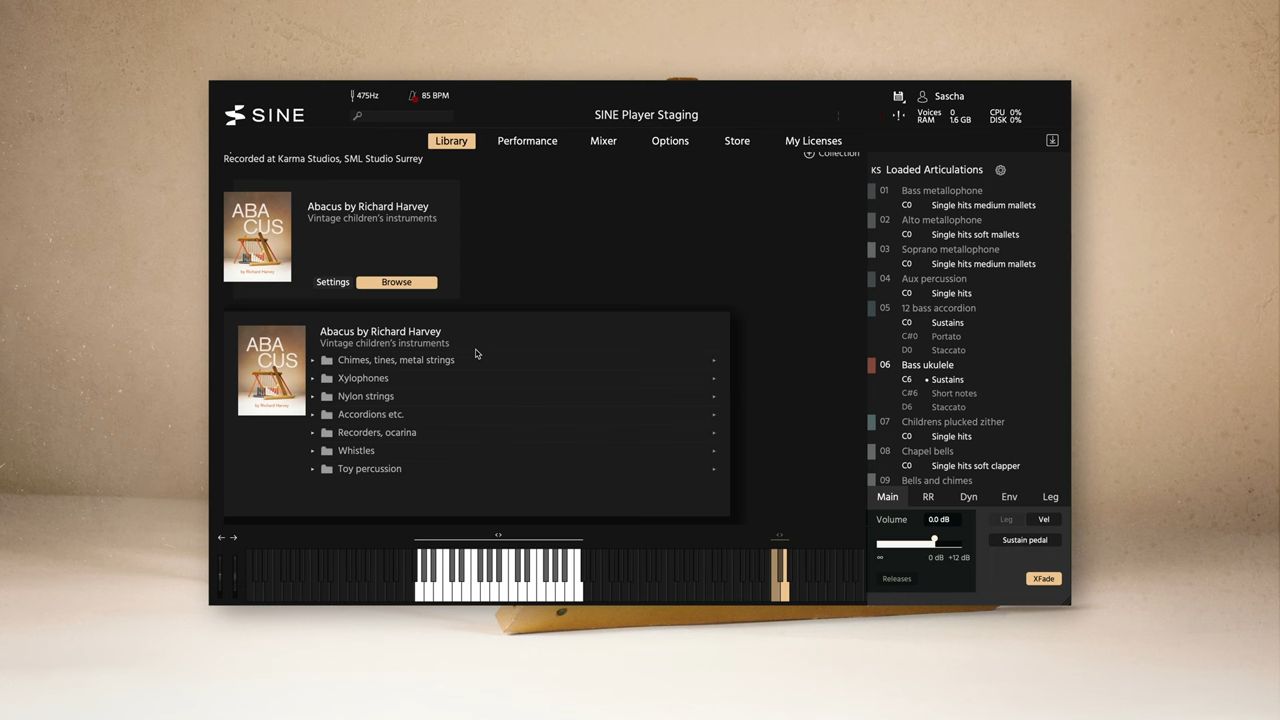 475Hz
85 BPM
SINE
SINE Player Staging
Sascha
Voices 0
RAM 1.6 GB
CPU 0%
DISK 0%
Library
Performance
Mixer
Options
Store
My Licenses
Recorded at Karma Studios, SML Studio Surrey
Collection
ABA
CUS
by Richard Harvey
Abacus by Richard Harvey
Vintage children's instruments
Settings
Browse
ABA
CUS
by Richard Harvey
Abacus by Richard Harvey
Vintage children's instruments
Chimes, tines, metal strings
Xylophones
Nylon strings
Accordions etc.
Recorders, ocarina
Whistles
Toy percussion
KS Loaded Articulations
01 Bass metallophone
C0 Single hits medium mallets
02 Alto metallophone
C0 Single hits soft mallets
03 Soprano metallophone
C0 Single hits medium mallets
04 Aux percussion
C0 Single hits
05 12 bass accordion
C0 Sustains
C#0 Portato
D0 Staccato
06 Bass ukulele
C6 • Sustains
C#6 Short notes
D6 Staccato
07 Childrens plucked zither
C0 Single hits
08 Chapel bells
C0 Single hits soft clapper
09 Bells and chimes
Main
RR
Dyn
Env
Leg
Volume
0.0 dB
Leg
Vel
Sustain pedal
∞ 0 dB +12 dB
Releases
XFade